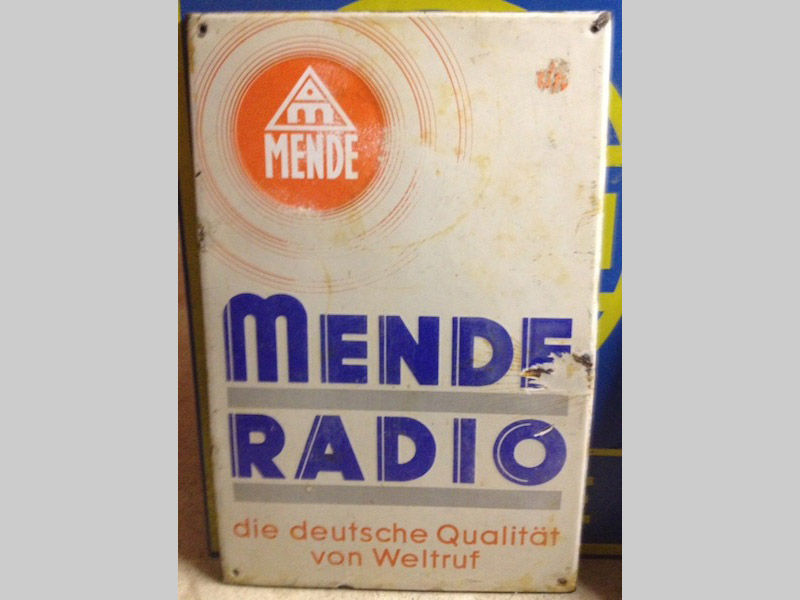 MENDE
MENDE
RADIO
die deutsche Qualität
von Weltruf